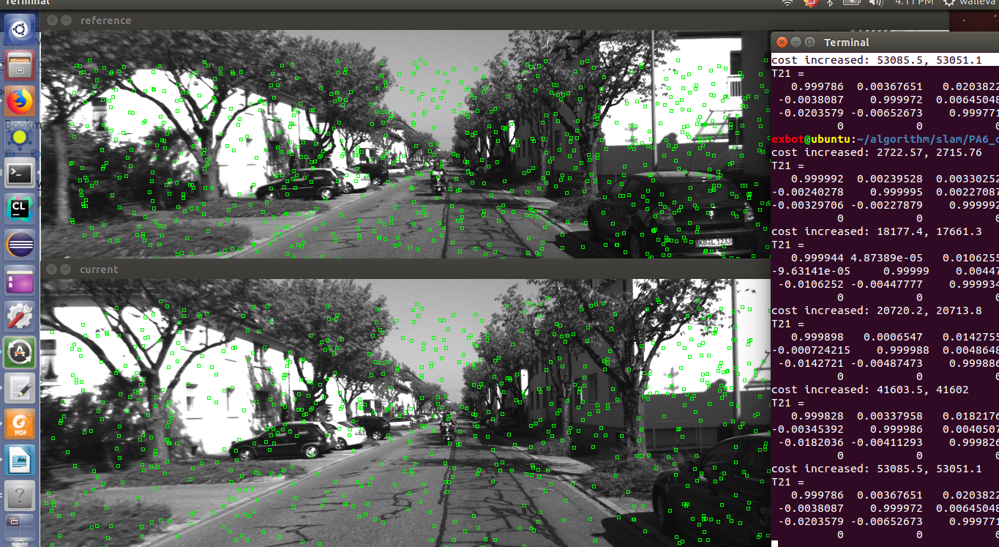 Terminal
4:11 PM
walleva
reference
Terminal
cost increased: 53085.5, 53051.1
T21 =
0.999786 0.00367651 0.0203822
-0.0038087 0.999972 0.00645048
-0.0203579 -0.00652673 0.999771
0 0 0
exbot@ubuntu:~/algorithm/slam/PA6_c
cost increased: 2722.57, 2715.76
T21 =
0.999992 0.00239528 0.00330252
-0.00240278 0.999995 0.00227087
-0.00329706 -0.00227879 0.999992
0 0 0
cost increased: 18177.4, 17661.3
T21 =
0.999944 4.87389e-05 0.0106255
-9.63141e-05 0.99999 0.00447
-0.0106252 -0.00447777 0.999934
0 0 0
cost increased: 20720.2, 20713.8
T21 =
0.999898 0.0006547 0.0142755
-0.000724215 0.999988 0.0048648
-0.0142721 -0.00487473 0.999886
0 0 0
cost increased: 41603.5, 41602
T21 =
0.999828 0.00337958 0.0182176
-0.00345392 0.999986 0.0040507
-0.0182036 -0.00411293 0.999826
0 0 0
cost increased: 53085.5, 53051.1
T21 =
0.999786 0.00367651 0.0203822
-0.0038087 0.999972 0.00645048
-0.0203579 -0.00652673 0.999771
0 0 0
current
Bookm
CL
PDF